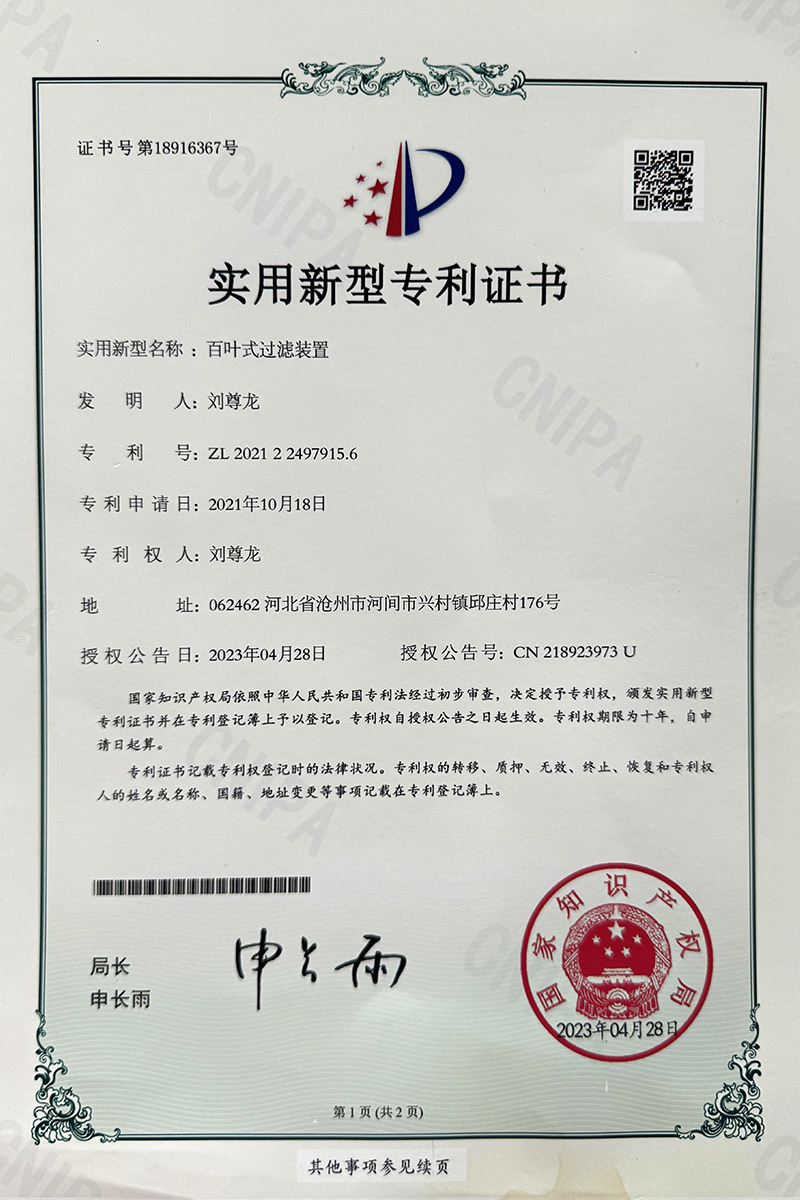 证书号第18916367号
实用新型专利证书
实用新型名称：百叶式过滤装置
发明人：刘尊龙
专利号：ZL 2021 2 2497915.6
专利申请日：2021年10月18日
专利权人：刘尊龙
地址：062462 河北省沧州市河间市兴村镇邱庄村176号
授权公告日：2023年04月28日 授权公告号：CN 218923973 U
国家知识产权局依照中华人民共和国专利法经过初步审查，决定授予专利权，颁发实用新型
专利证书并在专利登记簿上予以登记。专利权自授权公告之日起生效。专利权期限为十年，自申
请日起算。
专利证书记载专利权登记时的法律状况。专利权的转移、质押、无效、终止、恢复和专利权
人的姓名或名称、国籍、地址变更等事项记载在专利登记簿上。
局长
申长雨
申长雨
国家知识产权局
2023年04月28日
第1页(共2页)
其他事项参见续页
CNIPA
CNIPA
CNIPA
CNIPA